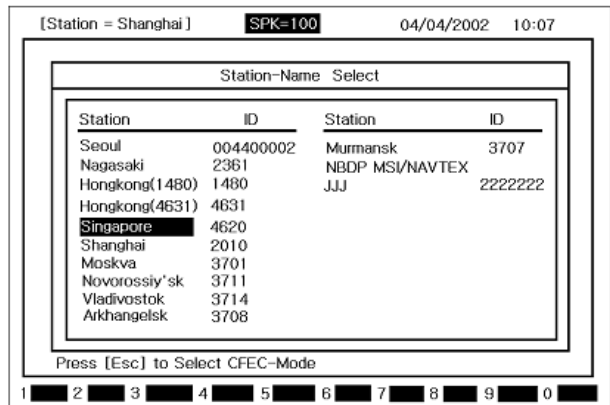 [Station = Shanghai] SPK=100 04/04/2002 10:07
Station-Name Select
Station ID Station ID
Seoul 004400002 Murmansk 3707
Nagasaki 2361 NBDP MSI/NAVTEX
Hongkong(1480) 1480 JJJ 2222222
Hongkong(4631) 4631
Singapore 4620
Shanghai 2010
Moskva 3701
Novorossiy'sk 3711
Vladivostok 3714
Arkhangelsk 3708
Press [Esc] to Select CFEC-Mode
1 2 3 4 5 6 7 8 9 0